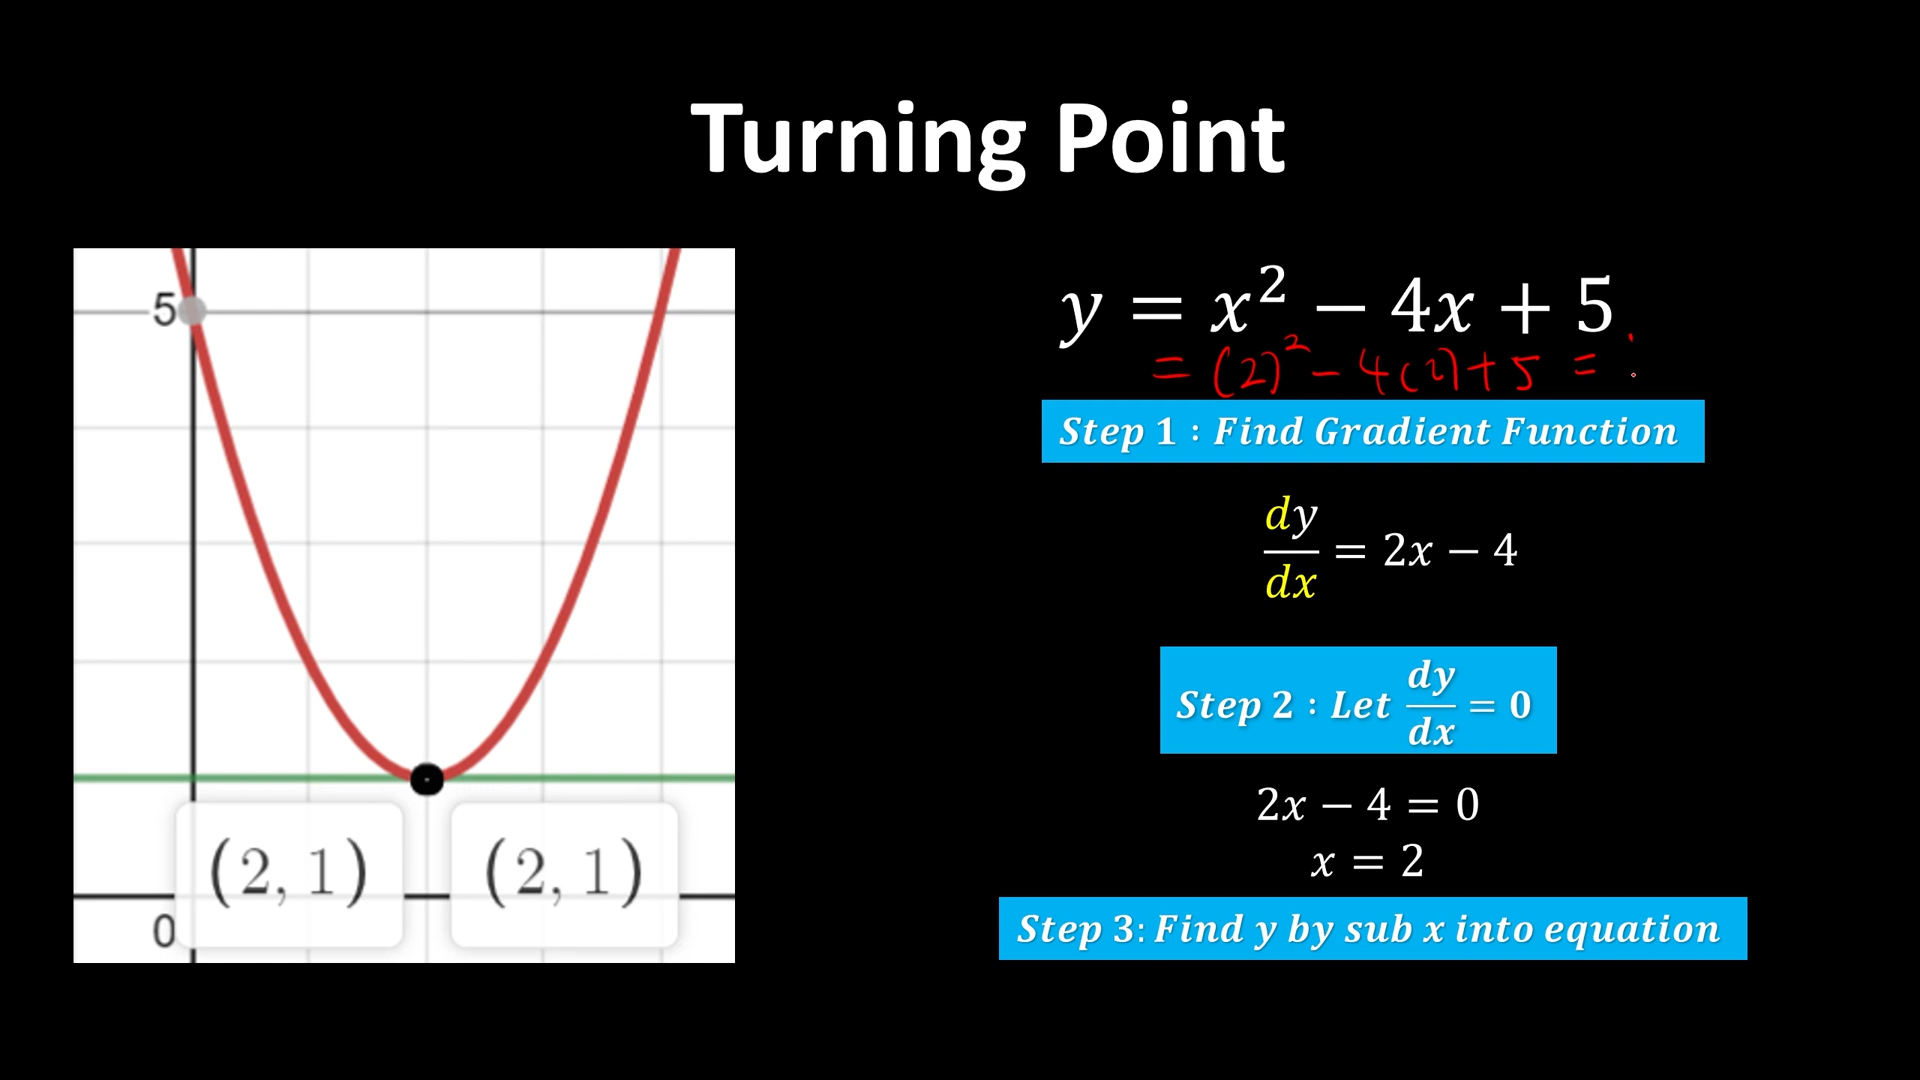 Turning Point
5
(2, 1) (2, 1)
0
y = x² − 4x + 5
= (2)² − 4(2) + 5 =
Step 1 : Find Gradient Function
dy/dx = 2x − 4
Step 2 : Let dy/dx = 0
2x − 4 = 0
x = 2
Step 3: Find y by sub x into equation